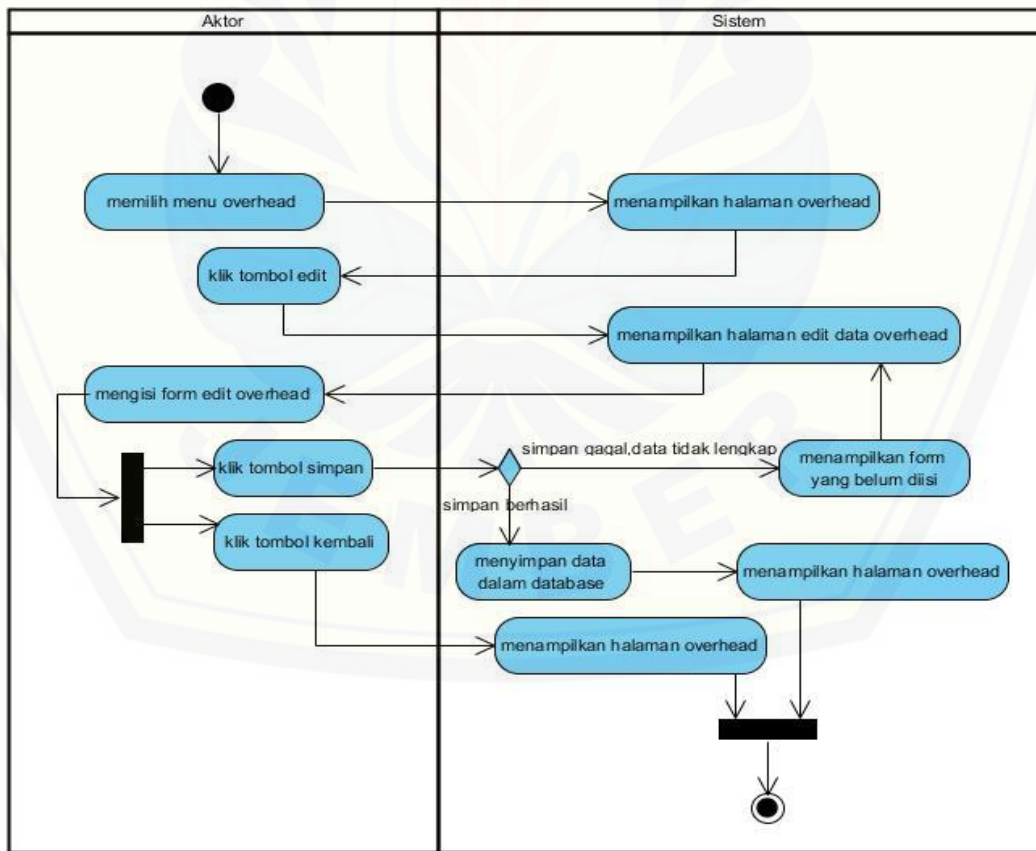 Aktor
Sistem
memilih menu overhead
menampilkan halaman overhead
klik tombol edit
menampilkan halaman edit data overhead
mengisi form edit overhead
klik tombol simpan
simpan gagal,data tidak lengkap
menampilkan form
yang belum diisi
simpan berhasil
klik tombol kembali
menyimpan data
dalam database
menampilkan halaman overhead
menampilkan halaman overhead